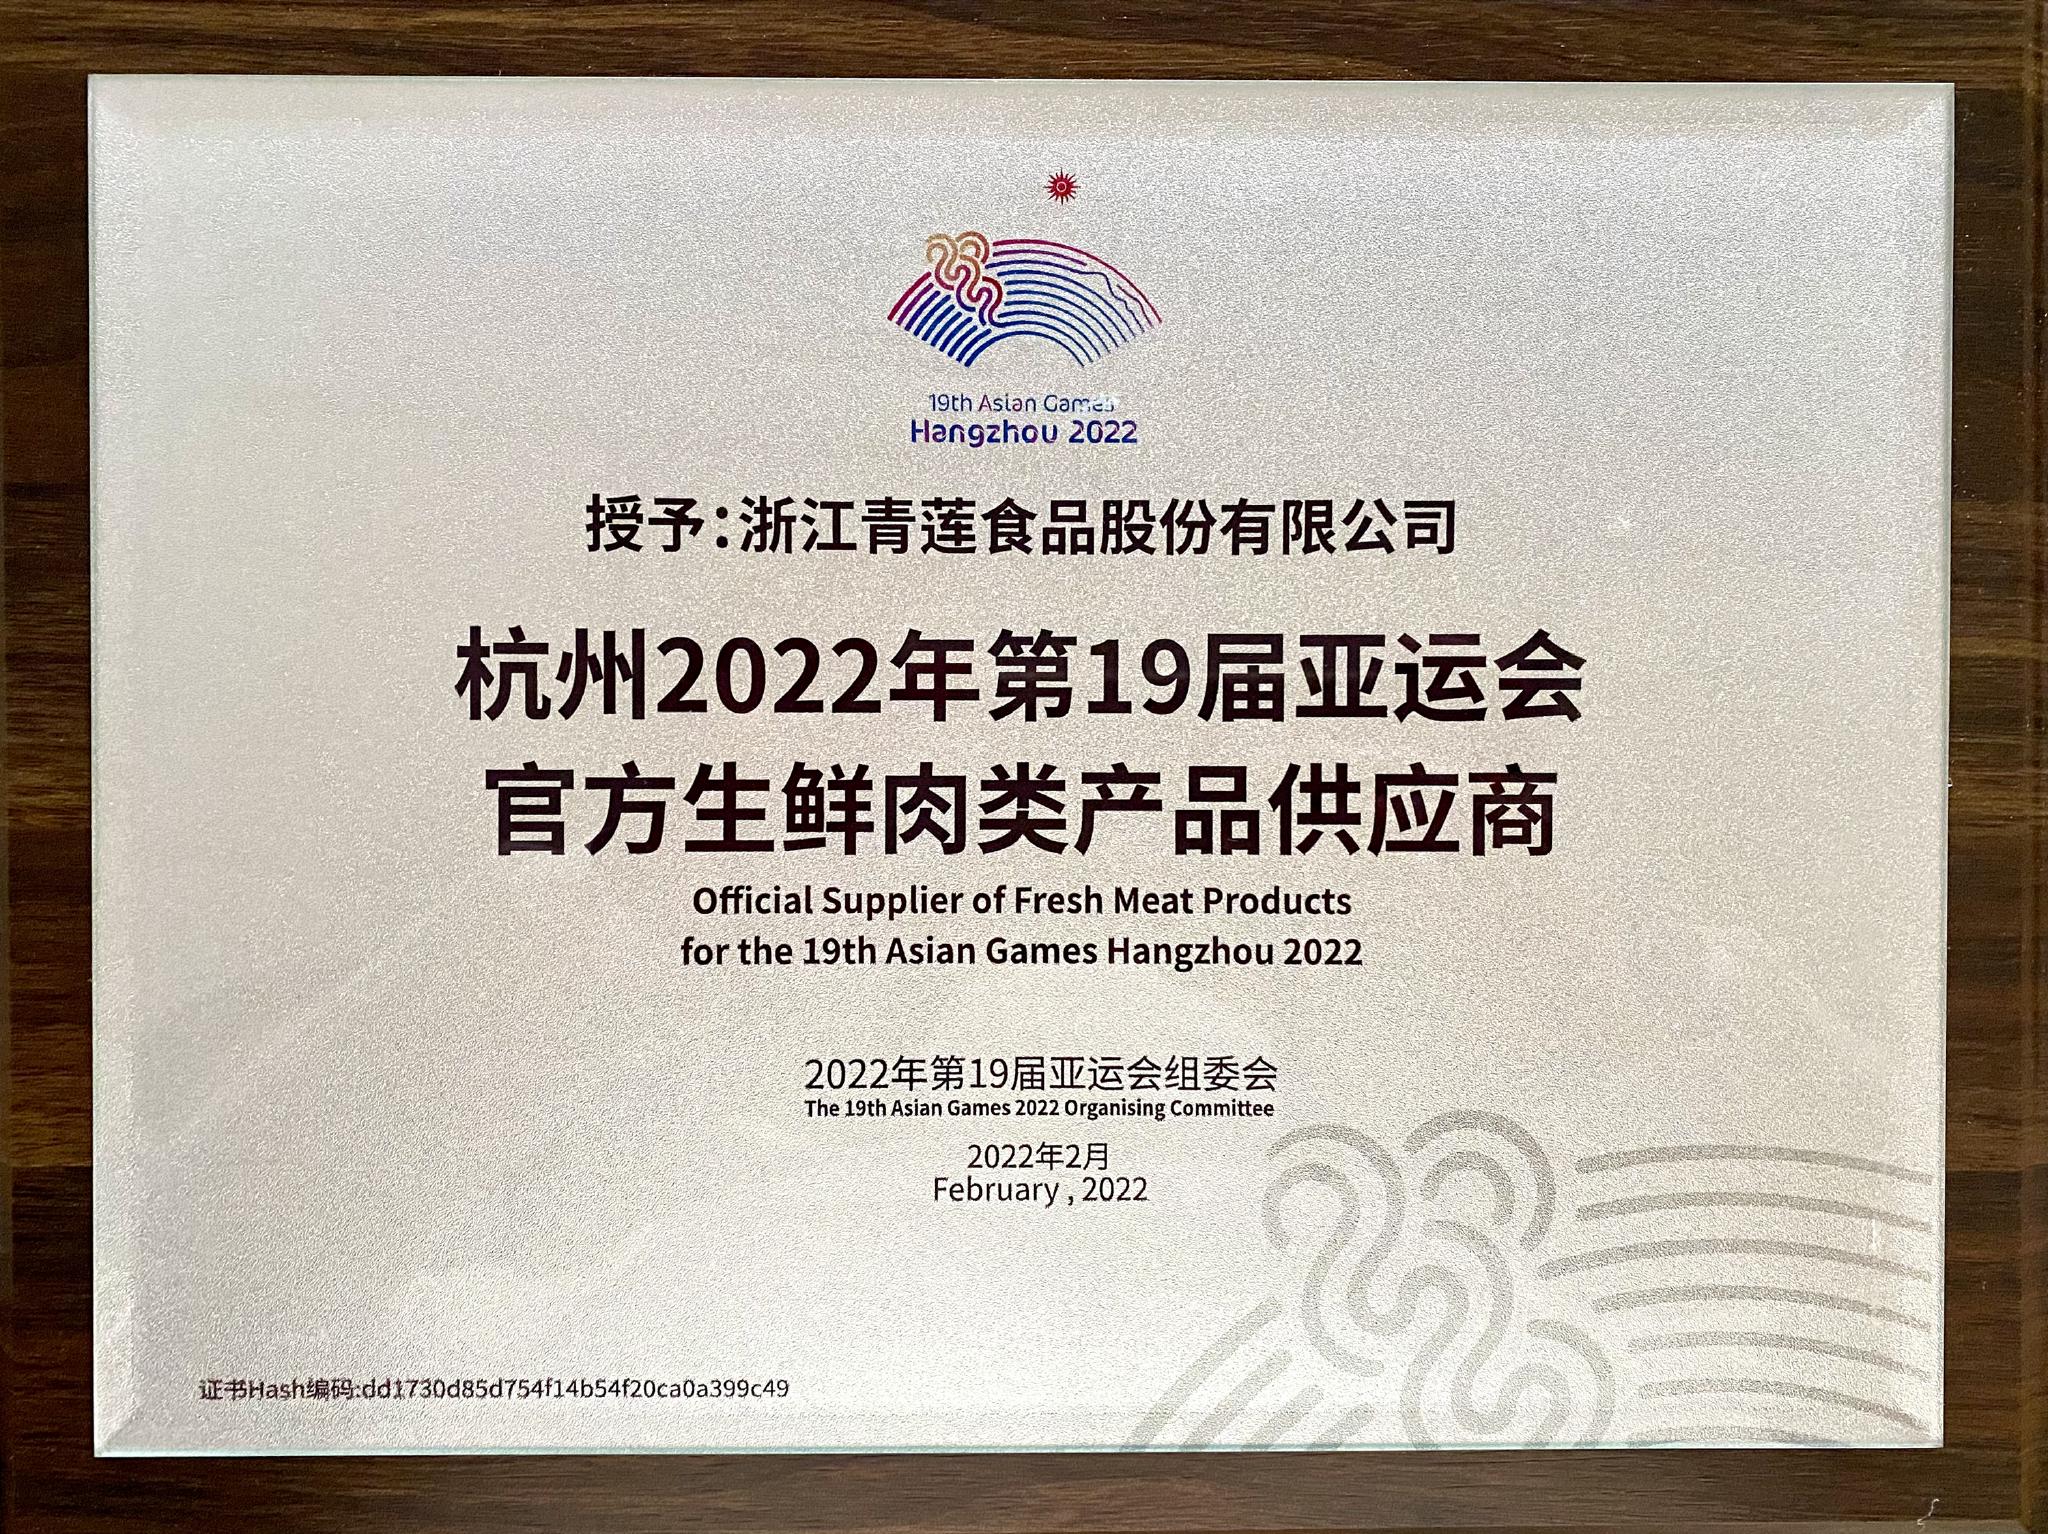 19th Asian Games
Hangzhou 2022
授予:浙江青莲食品股份有限公司
杭州2022年第19届亚运会
官方生鲜肉类产品供应商
Official Supplier of Fresh Meat Products
for the 19th Asian Games Hangzhou 2022
2022年第19届亚运会组委会
The 19th Asian Games 2022 Organising Committee
2022年2月
February , 2022
证书Hash编码:dd1730d85d754f14b54f20ca0a399c49